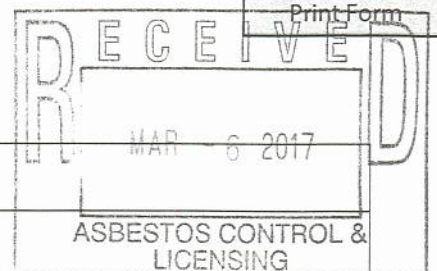 Print Form
RECEIVED
MAR - 6 2017
ASBESTOS CONTROL &
LICENSING